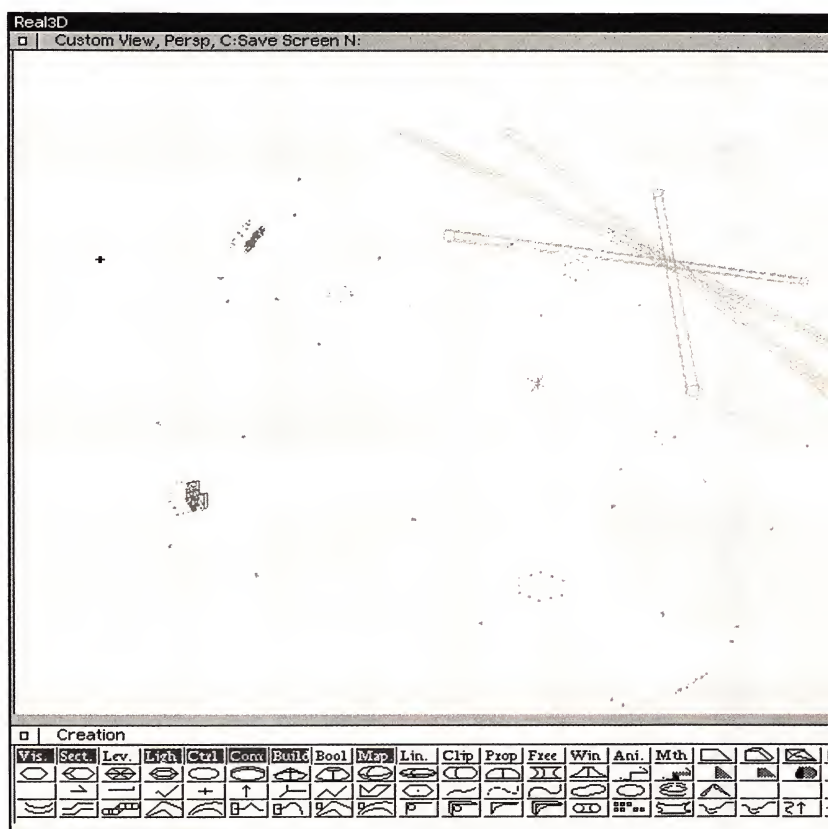 Real3D
Custom View, Persp, C:Save Screen N:
Creation
Vis. Sect. Lev. Ligh Ctrl Com Build Bool Map Lin. Clip Prop Free Win Ani. Mth